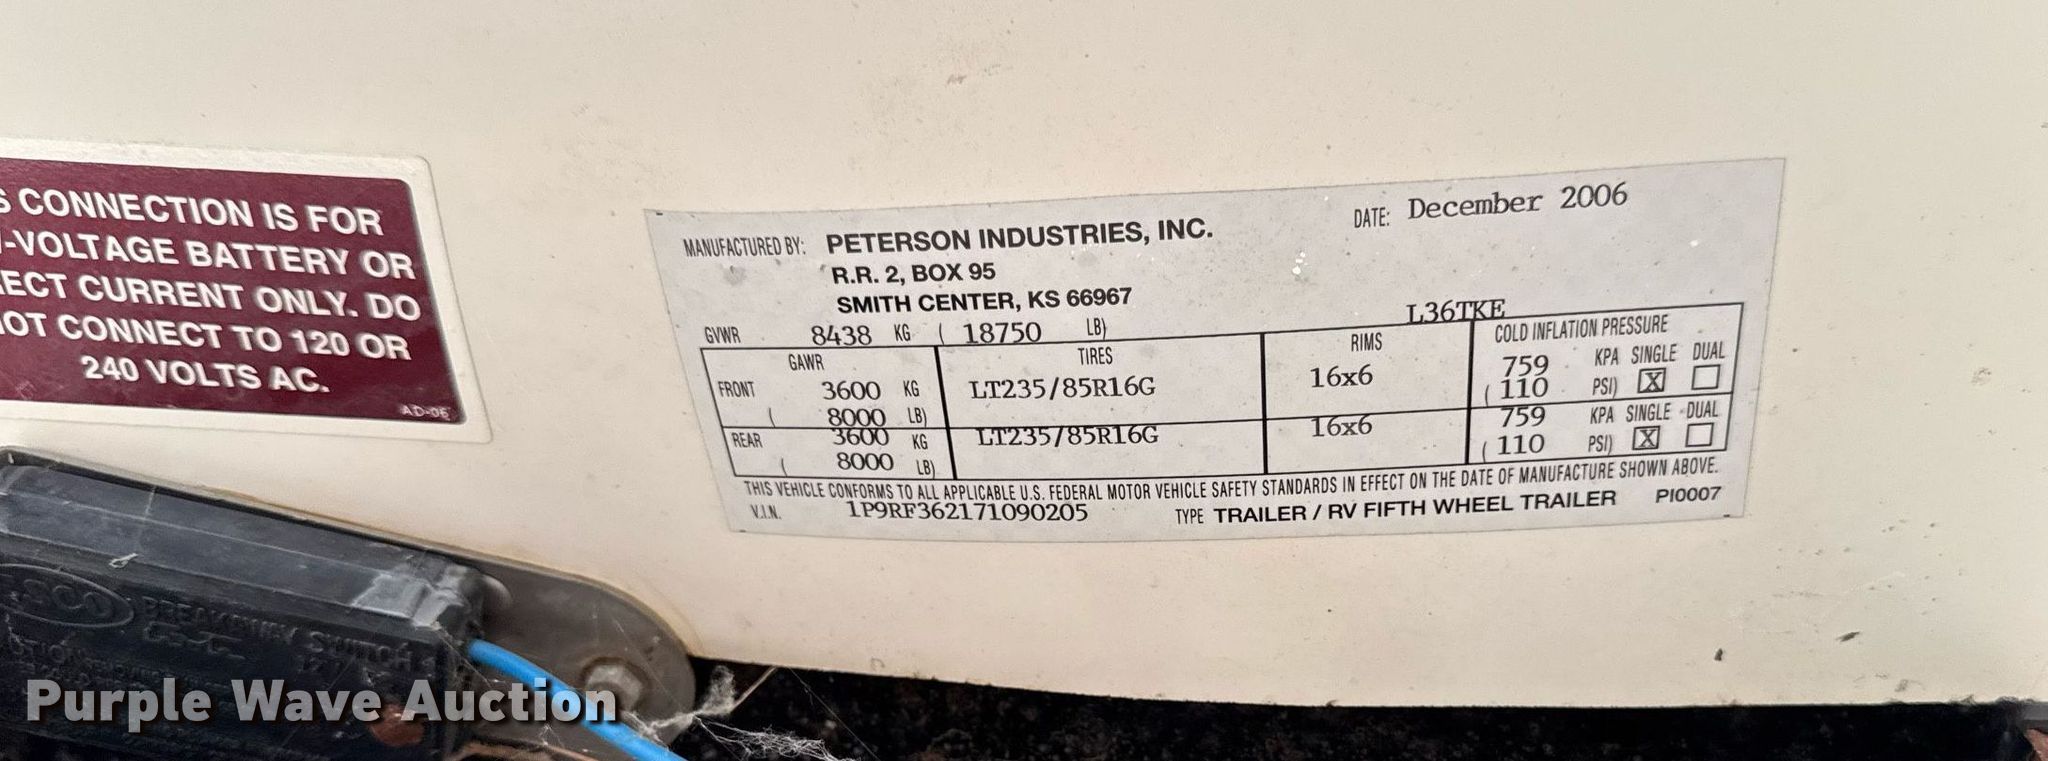 S CONNECTION IS FOR
-VOLTAGE BATTERY OR
ECT CURRENT ONLY. DO
OT CONNECT TO 120 OR
240 VOLTS AC.
AD-06
MANUFACTURED BY: PETERSON INDUSTRIES, INC. DATE: December 2006
R.R. 2, BOX 95
SMITH CENTER, KS 66967
L36TKE
GVWR 8438 KG ( 18750 LB)
GAWR TIRES RIMS COLD INFLATION PRESSURE
FRONT 3600 KG LT235/85R16G 16x6 759 KPA SINGLE DUAL
( 8000 LB) ( 110 PSI) X
REAR 3600 KG LT235/85R16G 16x6 759 KPA SINGLE DUAL
( 8000 LB) ( 110 PSI) X
THIS VEHICLE CONFORMS TO ALL APPLICABLE U.S. FEDERAL MOTOR VEHICLE SAFETY STANDARDS IN EFFECT ON THE DATE OF MANUFACTURE SHOWN ABOVE.
V.I.N. 1P9RF362171090205 TYPE TRAILER / RV FIFTH WHEEL TRAILER PI0007
BREAKAWAY SWITCH
Purple Wave Auction